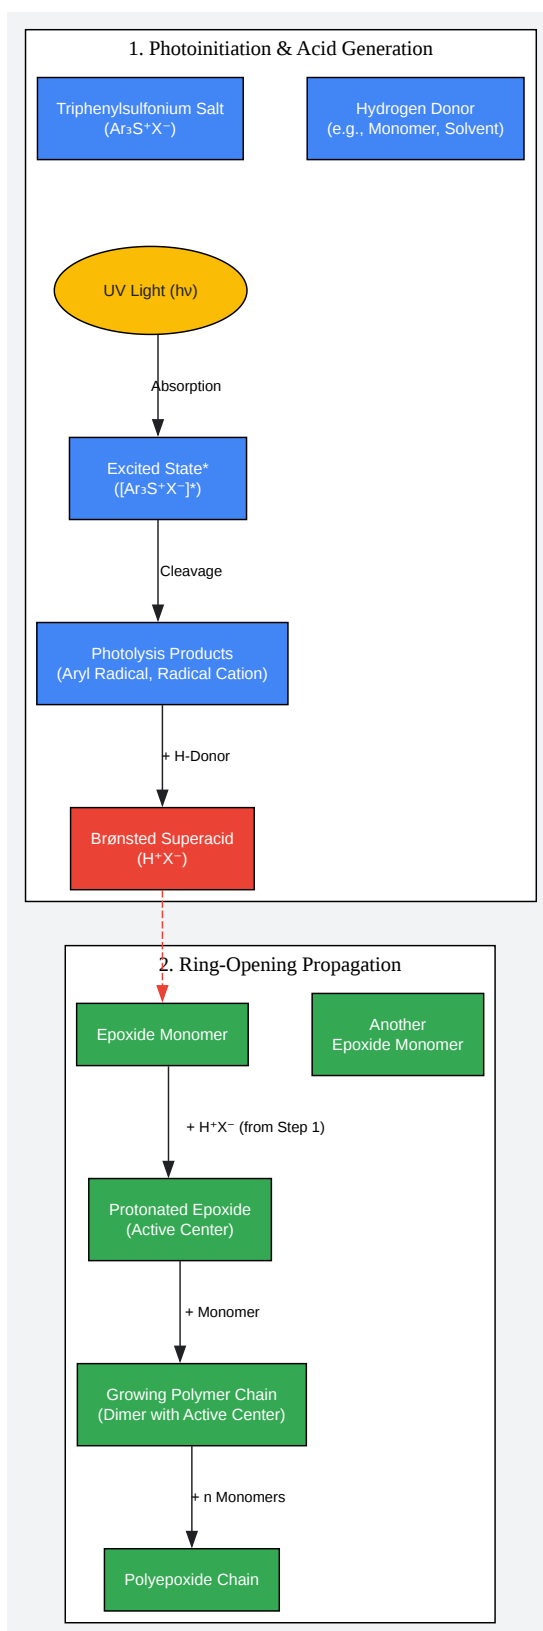 1. Photoinitiation & Acid Generation
Triphenylsulfonium Salt
(Ar₃S⁺X⁻)
Hydrogen Donor
(e.g., Monomer, Solvent)
UV Light (hν)
Absorption
Excited State*
([Ar₃S⁺X⁻]*)
Cleavage
Photolysis Products
(Aryl Radical, Radical Cation)
+ H-Donor
Brønsted Superacid
(H⁺X⁻)
2. Ring-Opening Propagation
Epoxide Monomer
Another
Epoxide Monomer
+ H⁺X⁻ (from Step 1)
Protonated Epoxide
(Active Center)
+ Monomer
Growing Polymer Chain
(Dimer with Active Center)
+ n Monomers
Polyepoxide Chain